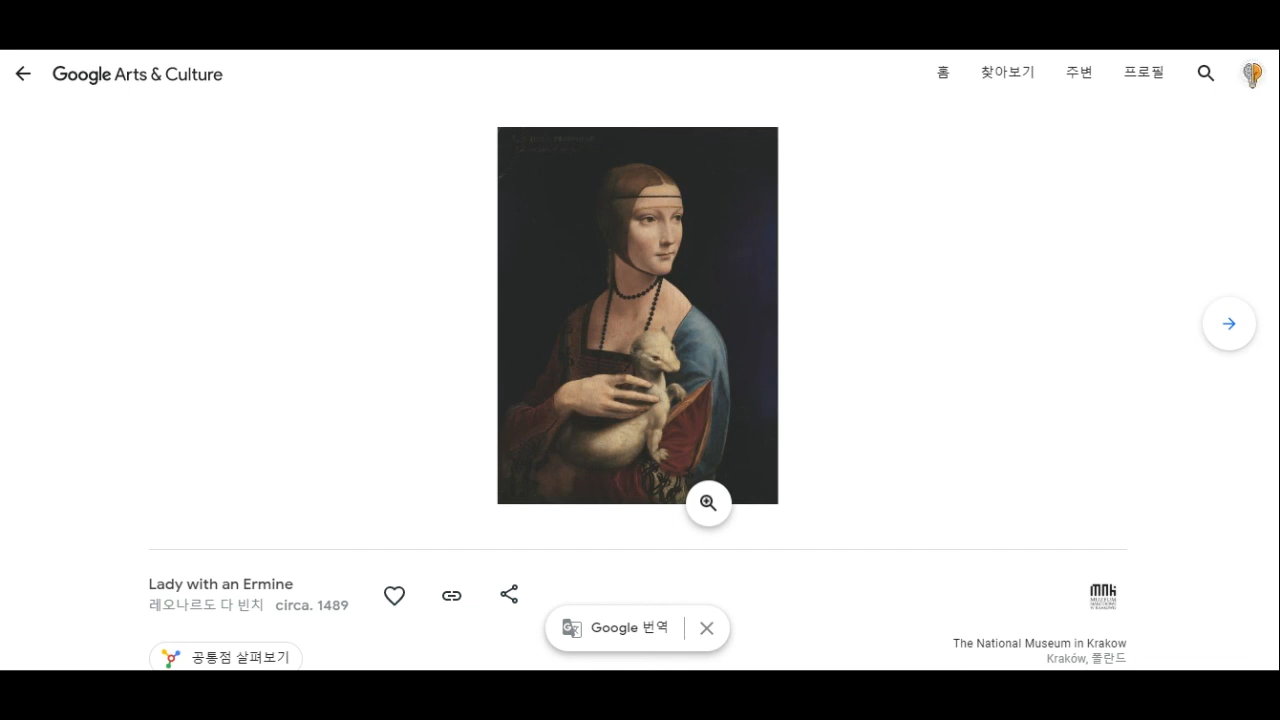 Google Arts & Culture
홈 찾아보기 주변 프로필
Lady with an Ermine
레오나르도 다 빈치 circa. 1489
Google 번역
공통점 살펴보기
mnk
The National Museum in Krakow
Kraków, 폴란드